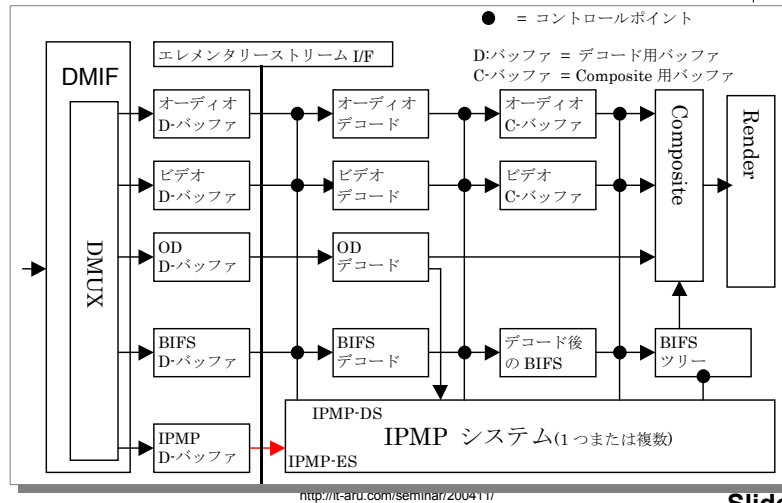 ● = コントロールポイント
エレメンタリーストリーム I/F
D:バッファ = デコード用バッファ
C-バッファ = Composite 用バッファ
DMIF
DMUX
オーディオ
D-バッファ
オーディオ
デコード
オーディオ
C-バッファ
Composite
Render
ビデオ
D-バッファ
ビデオ
デコード
ビデオ
C-バッファ
OD
D-バッファ
OD
デコード
BIFS
D-バッファ
BIFS
デコード
デコード後
の BIFS
BIFS
ツリー
IPMP
D-バッファ
IPMP-DS
IPMP システム(1 つまたは複数)
IPMP-ES
http://it-aru.com/seminar/200411/